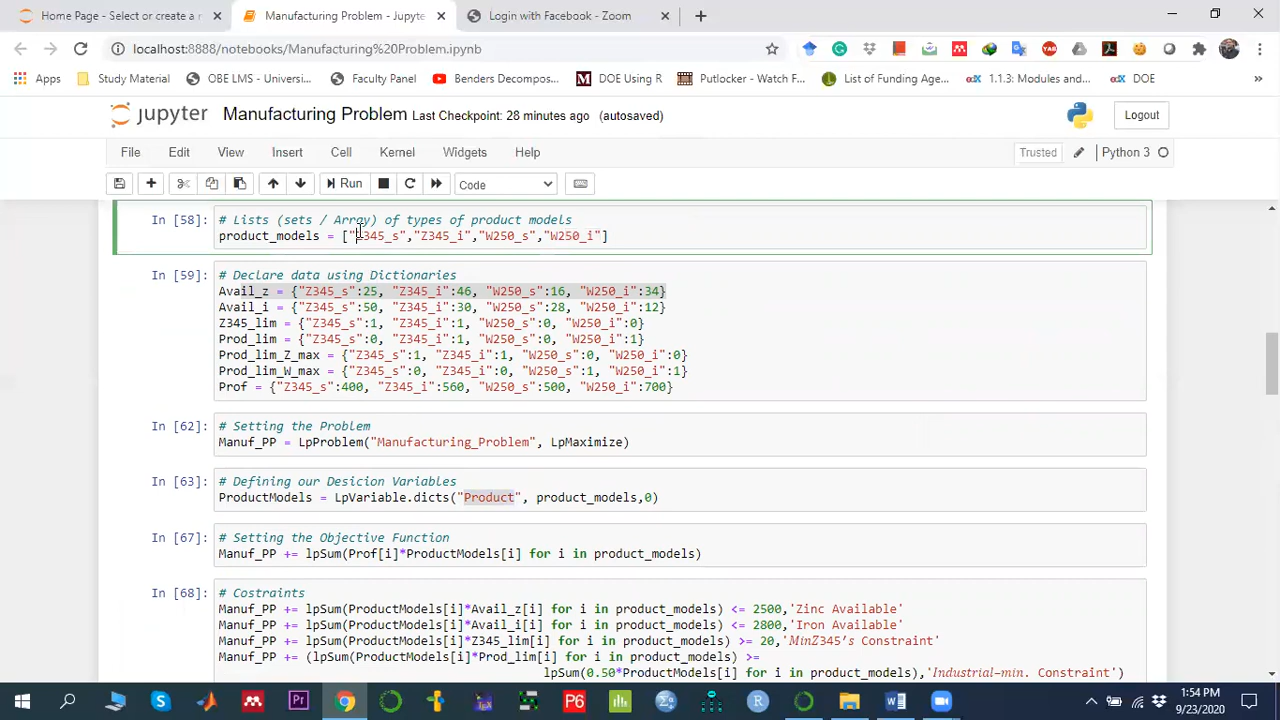 Home Page - Select or create a r
Manufacturing Problem - Jupyter
Login with Facebook - Zoom
localhost:8888/notebooks/Manufacturing%20Problem.ipynb
Apps
Study Material
OBE LMS - Universi...
Faculty Panel
Benders Decompos...
DOE Using R
Putlocker - Watch F...
List of Funding Age...
1.1.3: Modules and...
DOE
jupyter
Manufacturing Problem Last Checkpoint: 28 minutes ago (autosaved)
Logout
File Edit View Insert Cell Kernel Widgets Help
Trusted
Python 3
Run
Code
In [58]:
# Lists (sets / Array) of types of product models
product_models = ["Z345_s","Z345_i","W250_s","W250_i"]
In [59]:
# Declare data using Dictionaries
Avail_z = {"Z345_s":25, "Z345_i":46, "W250_s":16, "W250_i":34}
Avail_i = {"Z345_s":50, "Z345_i":30, "W250_s":28, "W250_i":12}
Z345_lim = {"Z345_s":1, "Z345_i":1, "W250_s":0, "W250_i":0}
Prod_lim = {"Z345_s":0, "Z345_i":1, "W250_s":0, "W250_i":1}
Prod_lim_Z_max = {"Z345_s":1, "Z345_i":1, "W250_s":0, "W250_i":0}
Prod_lim_W_max = {"Z345_s":0, "Z345_i":0, "W250_s":1, "W250_i":1}
Prof = {"Z345_s":400, "Z345_i":560, "W250_s":500, "W250_i":700}
In [62]:
# Setting the Problem
Manuf_PP = LpProblem("Manufacturing_Problem", LpMaximize)
In [63]:
# Defining our Desicion Variables
ProductModels = LpVariable.dicts("Product", product_models,0)
In [67]:
# Setting the Objective Function
Manuf_PP += lpSum(Prof[i]*ProductModels[i] for i in product_models)
In [68]:
# Costraints
Manuf_PP += lpSum(ProductModels[i]*Avail_z[i] for i in product_models) <= 2500,'Zinc Available'
Manuf_PP += lpSum(ProductModels[i]*Avail_i[i] for i in product_models) <= 2800,'Iron Available'
Manuf_PP += lpSum(ProductModels[i]*Z345_lim[i] for i in product_models) >= 20,'MinZ345's Constraint'
Manuf_PP += (lpSum(ProductModels[i]*Prod_lim[i] for i in product_models) >=
lpSum(0.50*ProductModels[i] for i in product_models),'Industrial-min. Constraint')
1:54 PM
9/23/2020